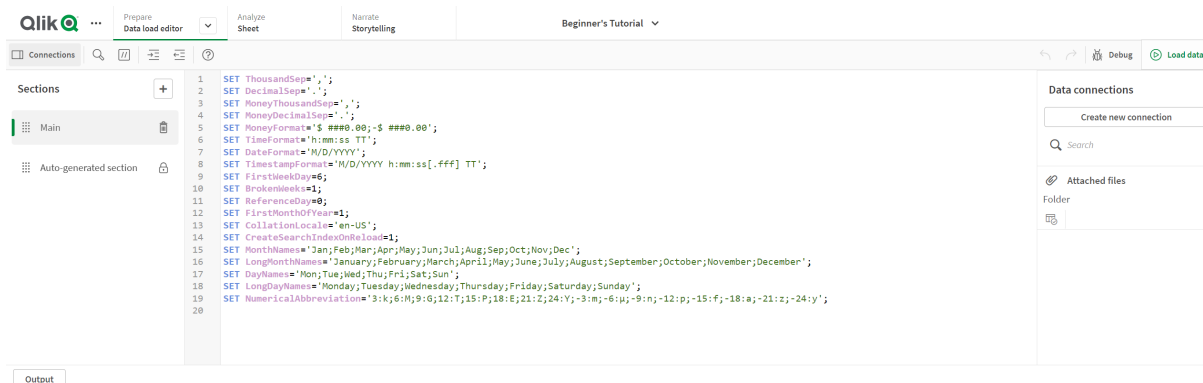 Qlik
Prepare
Data load editor
Analyze
Sheet
Narrate
Storytelling
Beginner's Tutorial
Connections
Debug
Load data
Sections
Main
Auto-generated section
1 SET ThousandSep=',';
2 SET DecimalSep='.';
3 SET MoneyThousandSep=',';
4 SET MoneyDecimalSep='.';
5 SET MoneyFormat='$ ###0.00;-$ ###0.00';
6 SET TimeFormat='h:mm:ss TT';
7 SET DateFormat='M/D/YYYY';
8 SET TimestampFormat='M/D/YYYY h:mm:ss[.fff] TT';
9 SET FirstWeekDay=6;
10 SET BrokenWeeks=1;
11 SET ReferenceDay=0;
12 SET FirstMonthOfYear=1;
13 SET CollationLocale='en-US';
14 SET CreateSearchIndexOnReload=1;
15 SET MonthNames='Jan;Feb;Mar;Apr;May;Jun;Jul;Aug;Sep;Oct;Nov;Dec';
16 SET LongMonthNames='January;February;March;April;May;June;July;August;September;October;November;December';
17 SET DayNames='Mon;Tue;Wed;Thu;Fri;Sat;Sun';
18 SET LongDayNames='Monday;Tuesday;Wednesday;Thursday;Friday;Saturday;Sunday';
19 SET NumericalAbbreviation='3:k;6:M;9:G;12:T;15:P;18:E;21:Z;24:Y;-3:m;-6:μ;-9:n;-12:p;-15:f;-18:a;-21:z;-24:y';
20
Data connections
Create new connection
Search
Attached files
Folder
Output